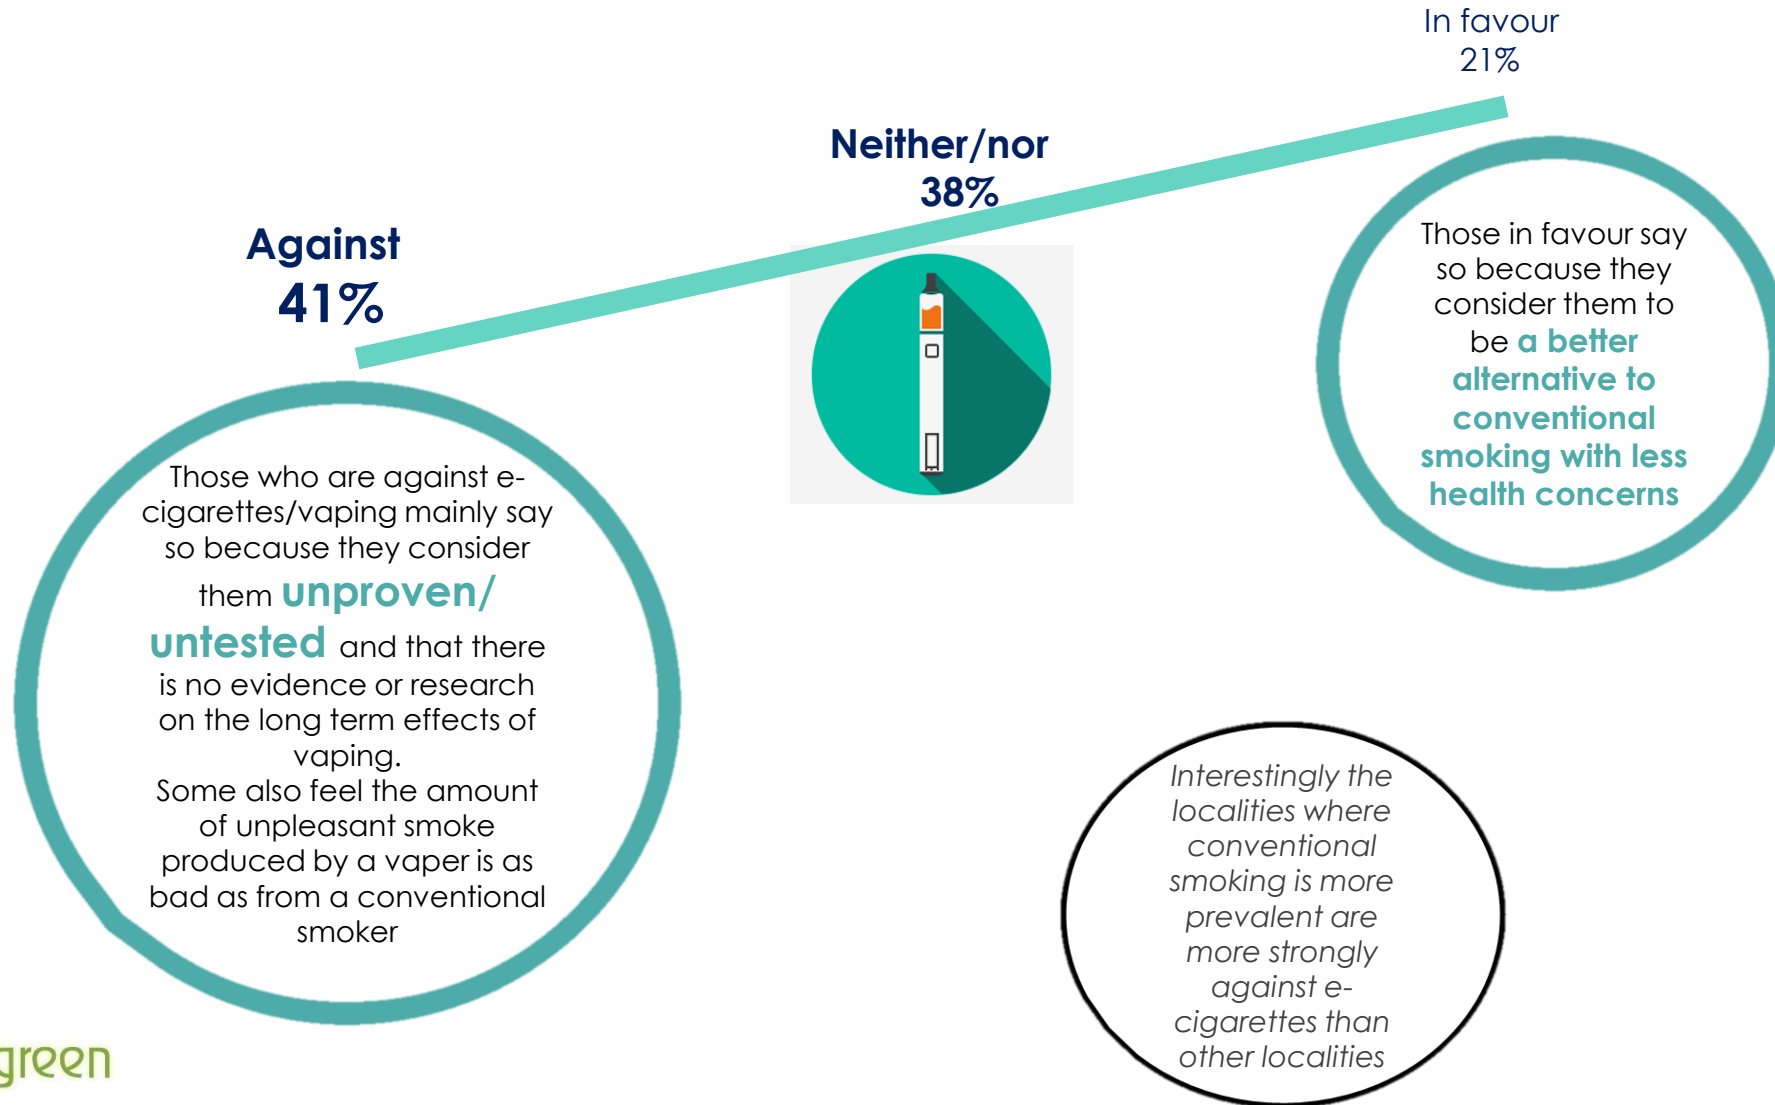 In favour
21%
Neither/nor
38%
Against
41%
Those in favour say
so because they
consider them to
be a better
alternative to
conventional
smoking with less
health concerns
Those who are against e-
cigarettes/vaping mainly say
so because they consider
them unproven/
untested and that there
is no evidence or research
on the long term effects of
vaping.
Some also feel the amount
of unpleasant smoke
produced by a vaper is as
bad as from a conventional
smoker
Interestingly the
localities where
conventional
smoking is more
prevalent are
more strongly
against e-
cigarettes than
other localities
green